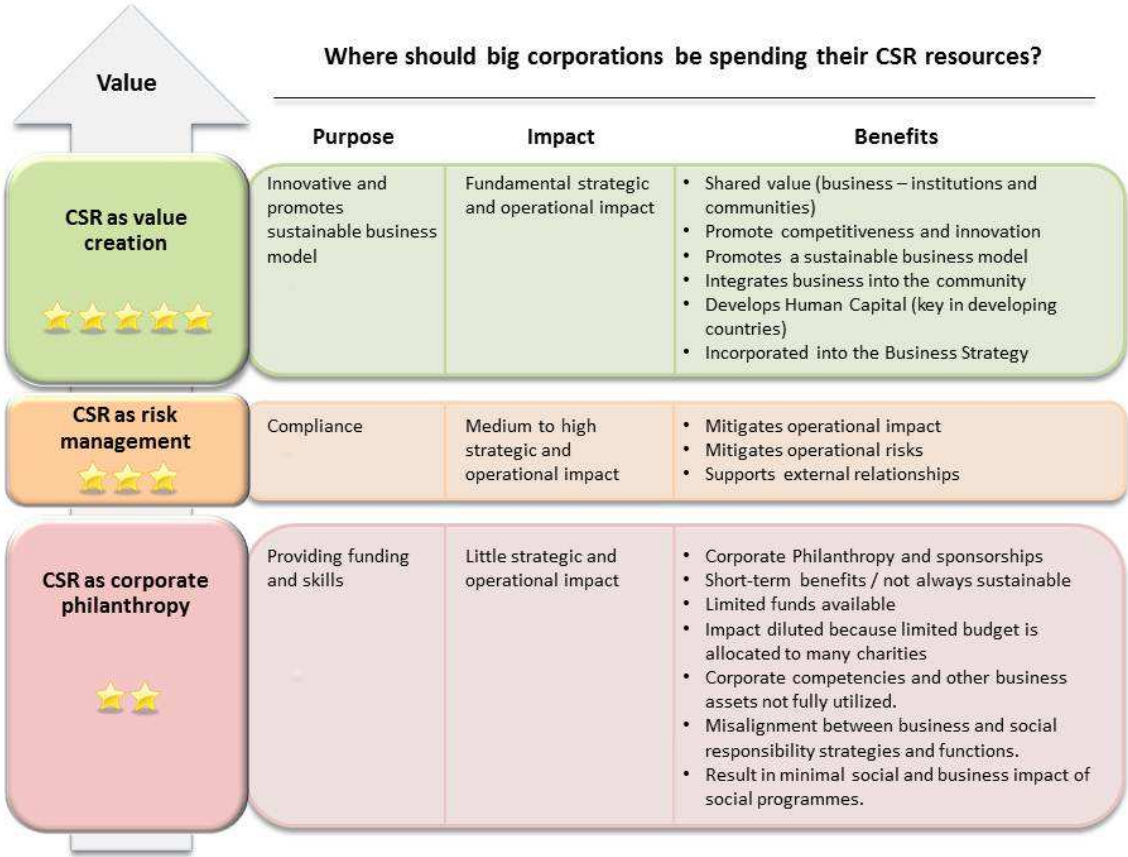 Value
Where should big corporations be spending their CSR resources?
Purpose
Impact
Benefits
CSR as value
creation
Innovative and
promotes
sustainable business
model
Fundamental strategic
and operational impact
• Shared value (business – institutions and
communities)
• Promote competitiveness and innovation
• Promotes a sustainable business model
• Integrates business into the community
• Develops Human Capital (key in developing
countries)
• Incorporated into the Business Strategy
CSR as risk
management
Compliance
Medium to high
strategic and
operational impact
• Mitigates operational impact
• Mitigates operational risks
• Supports external relationships
CSR as corporate
philanthropy
Providing funding
and skills
Little strategic and
operational impact
• Corporate Philanthropy and sponsorships
• Short-term benefits / not always sustainable
• Limited funds available
• Impact diluted because limited budget is
allocated to many charities
• Corporate competencies and other business
assets not fully utilized.
• Misalignment between business and social
responsibility strategies and functions.
• Result in minimal social and business impact of
social programmes.